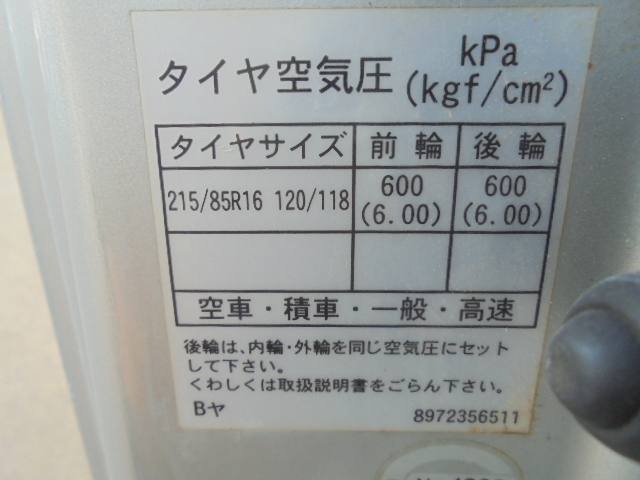 タイヤ空気圧 kPa
(kgf/cm²)
タイヤサイズ 前輪 後輪
215/85R16 120/118 600 600
(6.00) (6.00)
空車・積車・一般・高速
後輪は、内輪・外輪を同じ空気圧にセット
して下さい。
くわしくは取扱説明書をごらん下さい。
Bヤ 8972356511